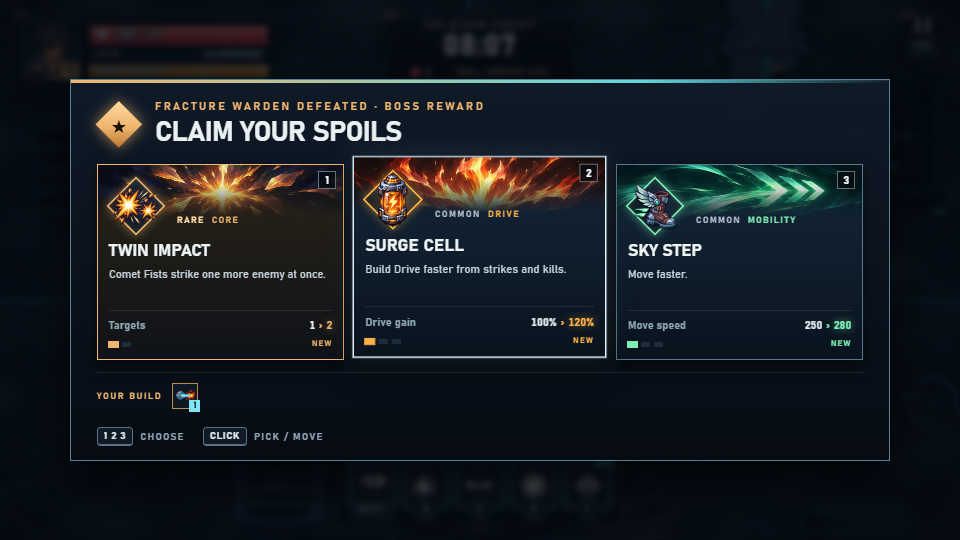 08:07
FRACTURE WARDEN DEFEATED · BOSS REWARD
CLAIM YOUR SPOILS
1
RARE CORE
TWIN IMPACT
Comet Fists strike one more enemy at once.
Targets 1 › 2
NEW
2
COMMON DRIVE
SURGE CELL
Build Drive faster from strikes and kills.
Drive gain 100% › 120%
NEW
3
COMMON MOBILITY
SKY STEP
Move faster.
Move speed 250 › 280
NEW
YOUR BUILD 1
1 2 3 CHOOSE CLICK PICK / MOVE